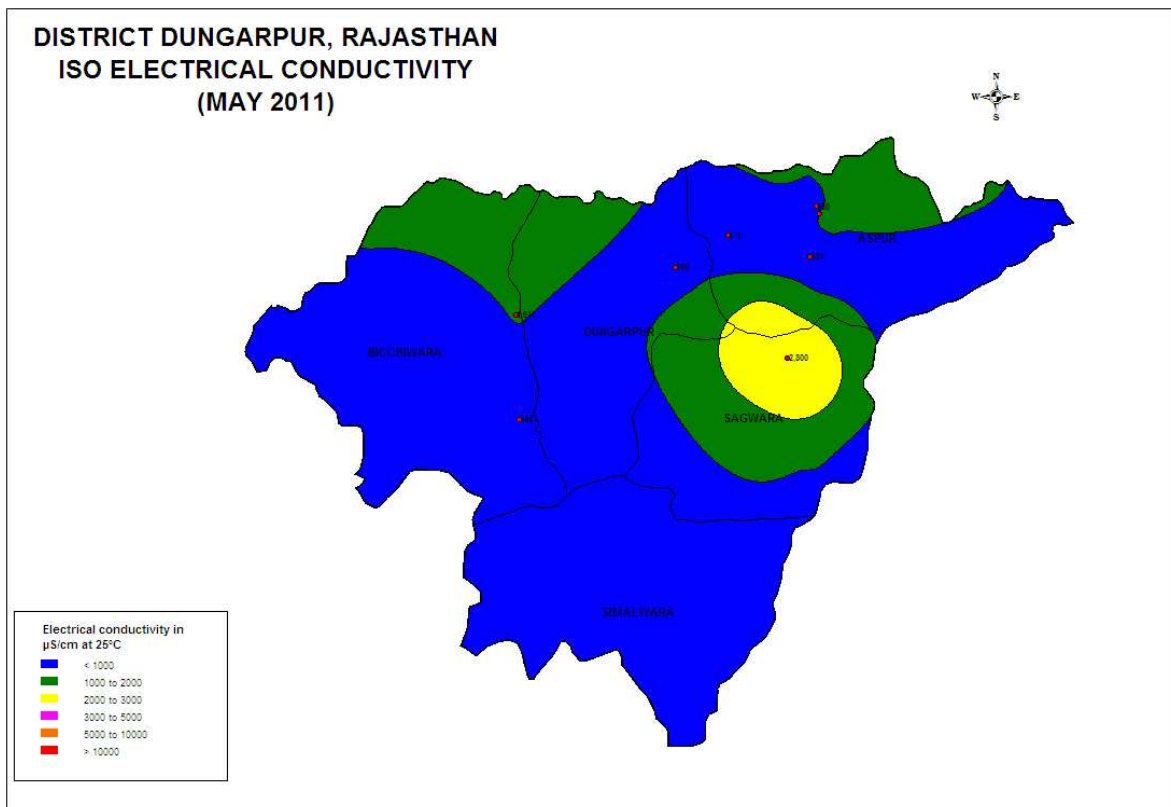 DISTRICT DUNGARPUR, RAJASTHAN
ISO ELECTRICAL CONDUCTIVITY
(MAY 2011)
N
W E
S
ASPUR
DUNGARPUR
BICCHIWARA
2,800
SAGWARA
SIMALWARA
Electrical conductivity in
µS/cm at 25°C
< 1000
1000 to 2000
2000 to 3000
3000 to 5000
5000 to 10000
> 10000